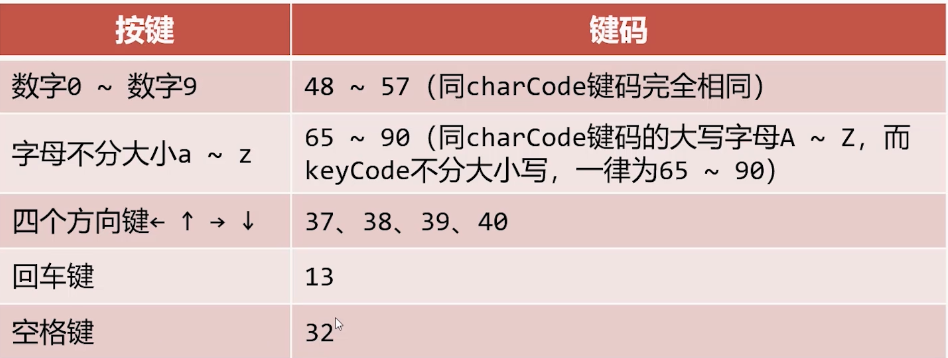 按键 键码
数字0 ~ 数字9 48 ~ 57 (同charCode键码完全相同)
字母不分大小a ~ z 65 ~ 90 (同charCode键码的大写字母A ~ Z, 而
keyCode不分大小写, 一律为65 ~ 90)
四个方向键← ↑ → ↓ 37、38、39、40
回车键 13
空格键 32